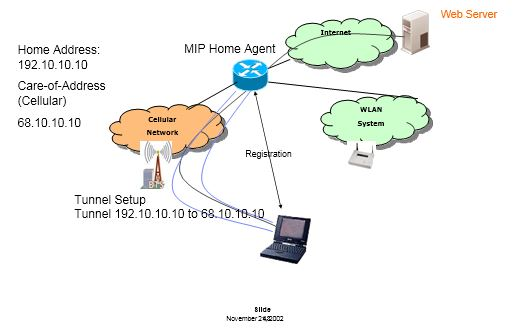 Web Server
Internet
Home Address:
192.10.10.10
MIP Home Agent
Care-of-Address
(Cellular)
68.10.10.10
Cellular
Network
WLAN
System
Registration
BTS
Tunnel Setup
Tunnel 192.10.10.10 to 68.10.10.10
Slide